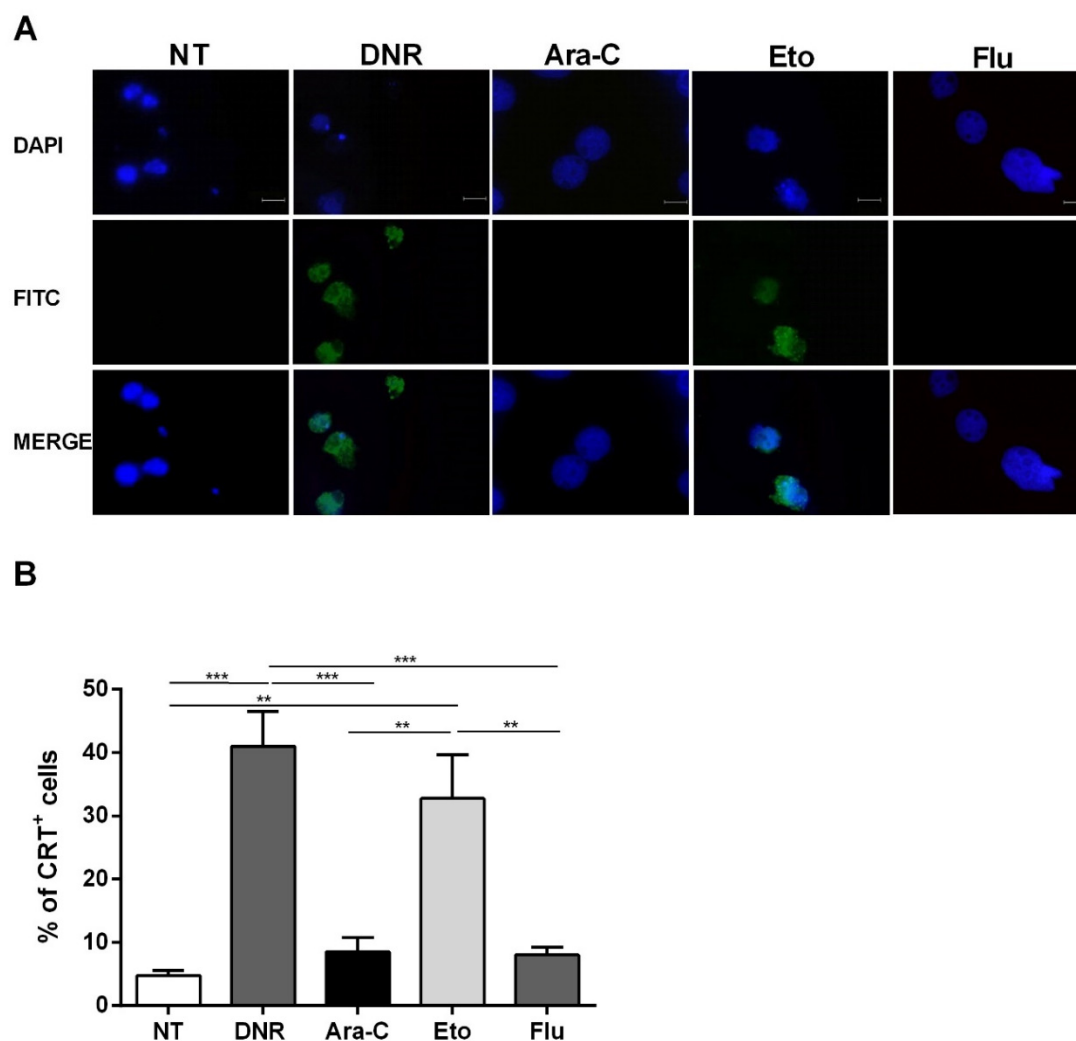 A
NT DNR Ara-C Eto Flu
DAPI
FITC
MERGE
B
***
*** ***
**
** **
50
40
30
20
10
0
% of CRT+ cells
NT DNR Ara-C Eto Flu